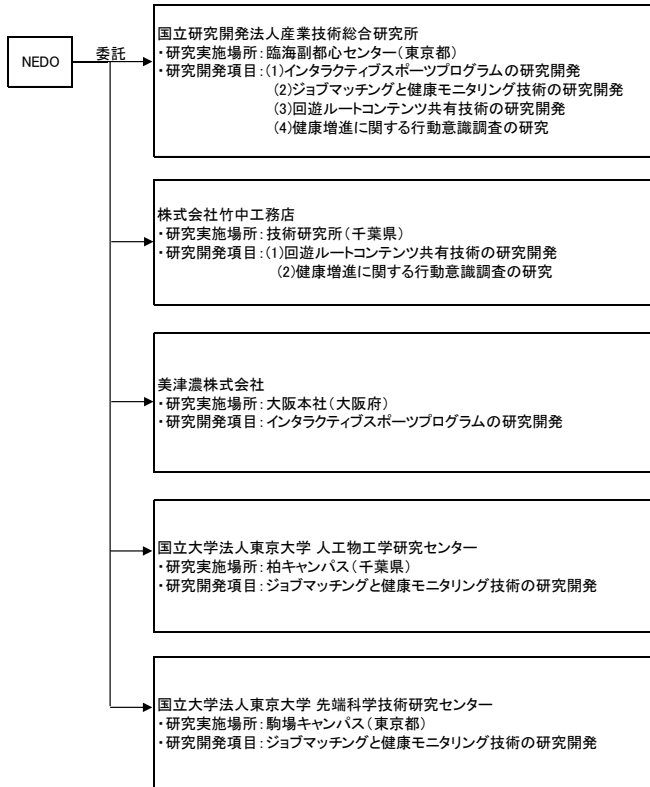 NEDO
委託
国立研究開発法人産業技術総合研究所
・研究実施場所：臨海副都心センター（東京都）
・研究開発項目：(1)インタラクティブスポーツプログラムの研究開発
(2)ジョブマッチングと健康モニタリング技術の研究開発
(3)回遊ルートコンテンツ共有技術の研究開発
(4)健康増進に関する行動意識調査の研究
株式会社竹中工務店
・研究実施場所：技術研究所（千葉県）
・研究開発項目：(1)回遊ルートコンテンツ共有技術の研究開発
(2)健康増進に関する行動意識調査の研究
美津濃株式会社
・研究実施場所：大阪本社（大阪府）
・研究開発項目：インタラクティブスポーツプログラムの研究開発
国立大学法人東京大学 人工物工学研究センター
・研究実施場所：柏キャンパス（千葉県）
・研究開発項目：ジョブマッチングと健康モニタリング技術の研究開発
国立大学法人東京大学 先端科学技術研究センター
・研究実施場所：駒場キャンパス（東京都）
・研究開発項目：ジョブマッチングと健康モニタリング技術の研究開発